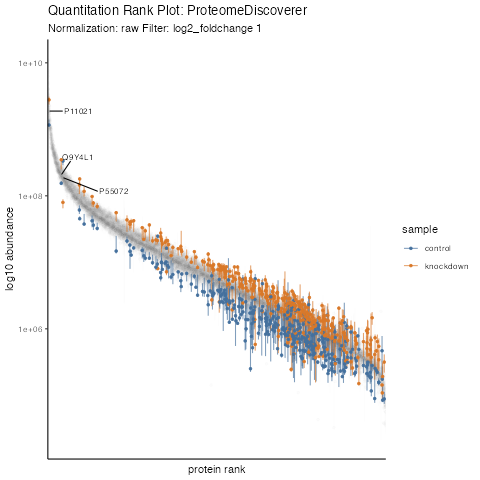 Quantitation Rank Plot: ProteomeDiscoverer
Normalization: raw Filter: log2_foldchange 1
1e+10
P11021
Q9Y4L1
P55072
1e+08
log10 abundance
1e+06
protein rank
sample
control
knockdown